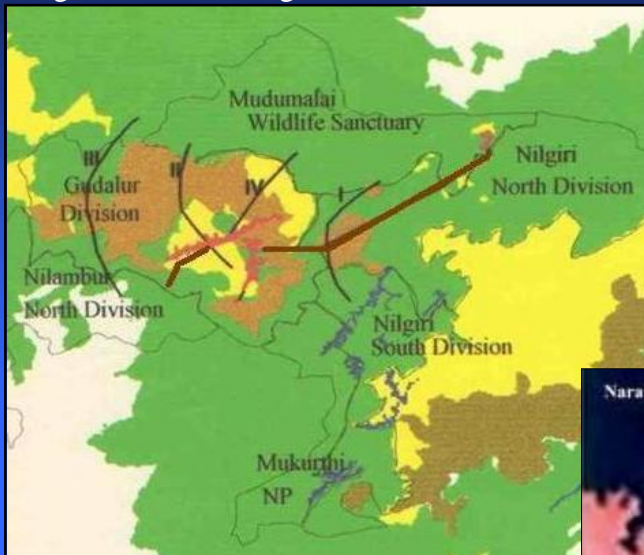 Mudumalai
Wildlife Sanctuary
III
II
IV
I
Gudalur
Division
Nilgiri
North Division
Nilambur
North Division
Nilgiri
South Division
Mukurthi
NP
Nara